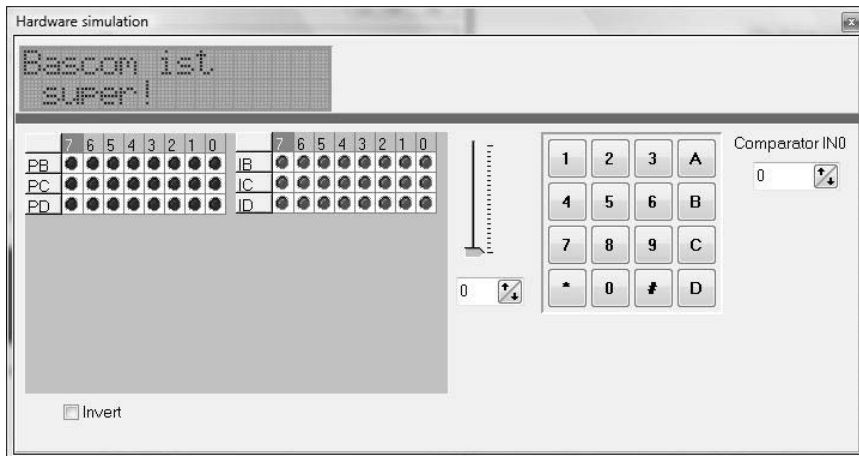 Hardware simulation
x
Bascom ist
super!
7 6 5 4 3 2 1 0
PB
PC
PD
7 6 5 4 3 2 1 0
IB
IC
ID
0
1 2 3 A
4 5 6 B
7 8 9 C
* 0 # D
Comparator IN0
0
Invert